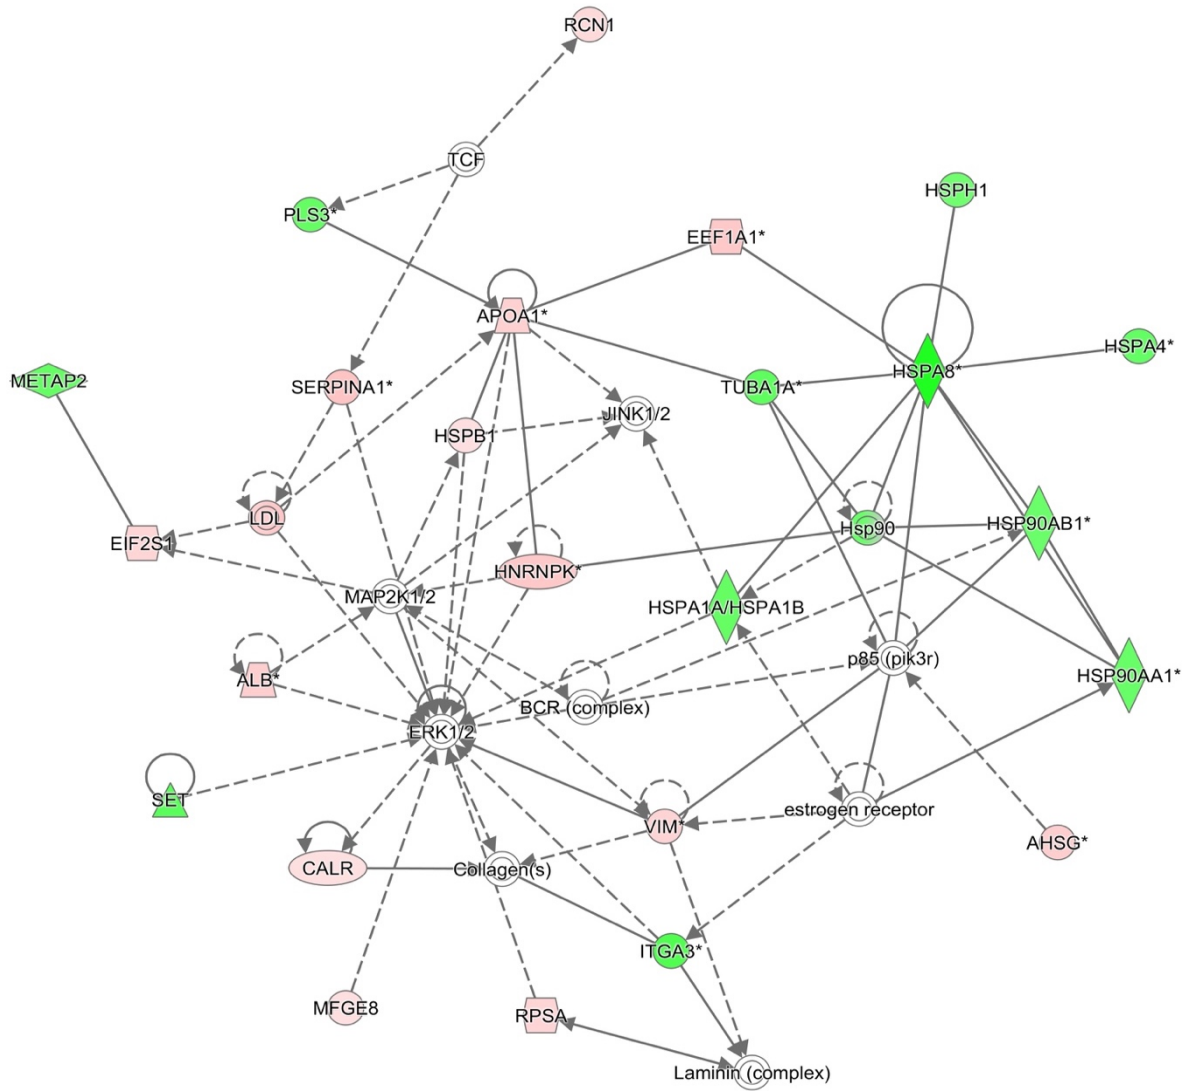 RCN1
TCF
HSPH1
PLS3*
EEF1A1*
APOA1*
HSPA4*
HSPA8*
METAP2
SERPINA1*
TUBA1A*
JINK1/2
HSPB1
LDL
HSP90AB1*
Hsp90
EIF2S1
HNRNPK*
MAP2K1/2
HSPA1A/HSPA1B
p85 (pik3r)
HSP90AA1*
ALB*
BCR (complex)
ERK1/2
SET
estrogen receptor
VIM*
AHSG*
CALR
Collagen(s)
ITGA3*
MFGE8
RPSA
Laminin (complex)